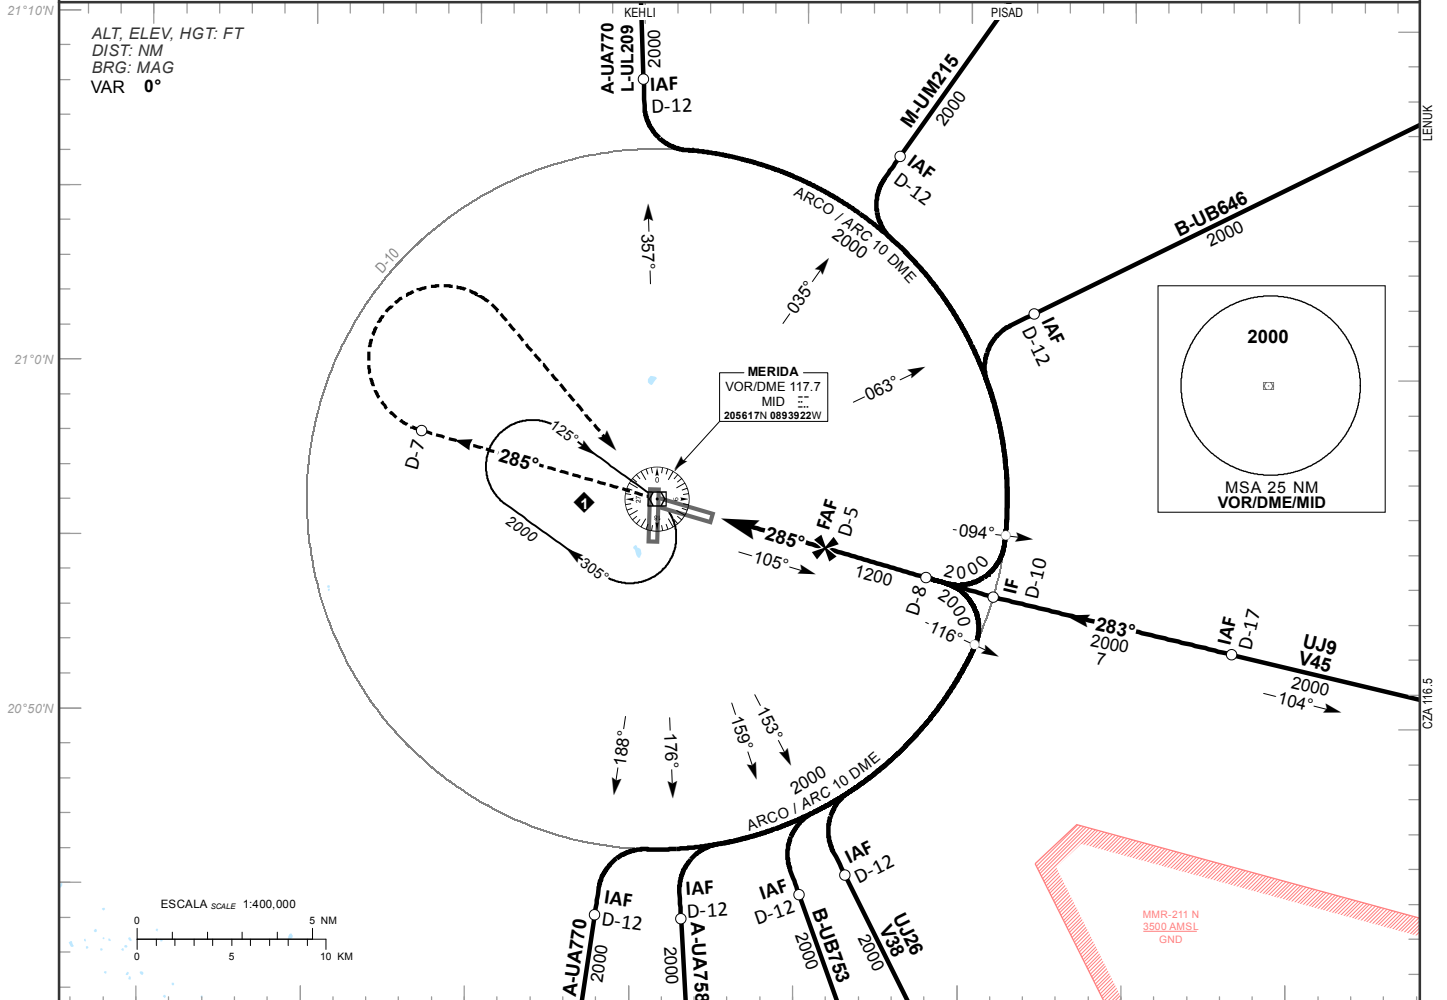 21°10'N
KEHLI
PISAD
ALT, ELEV, HGT: FT
DIST: NM
BRG: MAG
VAR 0°
A-UA770
L-UL209
2000
IAF
D-12
M-UM215
2000
IAF
D-12
LENUK
B-UB646
2000
IAF
D-12
ARCO / ARC 10 DME
2000
D-10
357°
035°
063°
2000
MSA 25 NM
VOR/DME/MID
21°0'N
MERIDA
VOR/DME 117.7
MID
205617N 0893922W
D-7
285°
125°
1
2000
305°
0
285°
105°
FAF
D-5
1200
D-8
2000
2000
094°
116°
IF
D-10
283°
2000
7
IAF
D-17
UJ9
V45
2000
104°
CZA 116.5
20°50'N
188°
176°
159°
153°
2000
ARCO / ARC 10 DME
IAF
D-12
A-UA770
2000
IAF
D-12
A-UA758
2000
IAF
D-12
B-UB753
2000
IAF
D-12
UJ26
V38
2000
ESCALA SCALE 1:400,000
0 5 NM
0 5 10 KM
MMR-211 N
3500 AMSL
GND